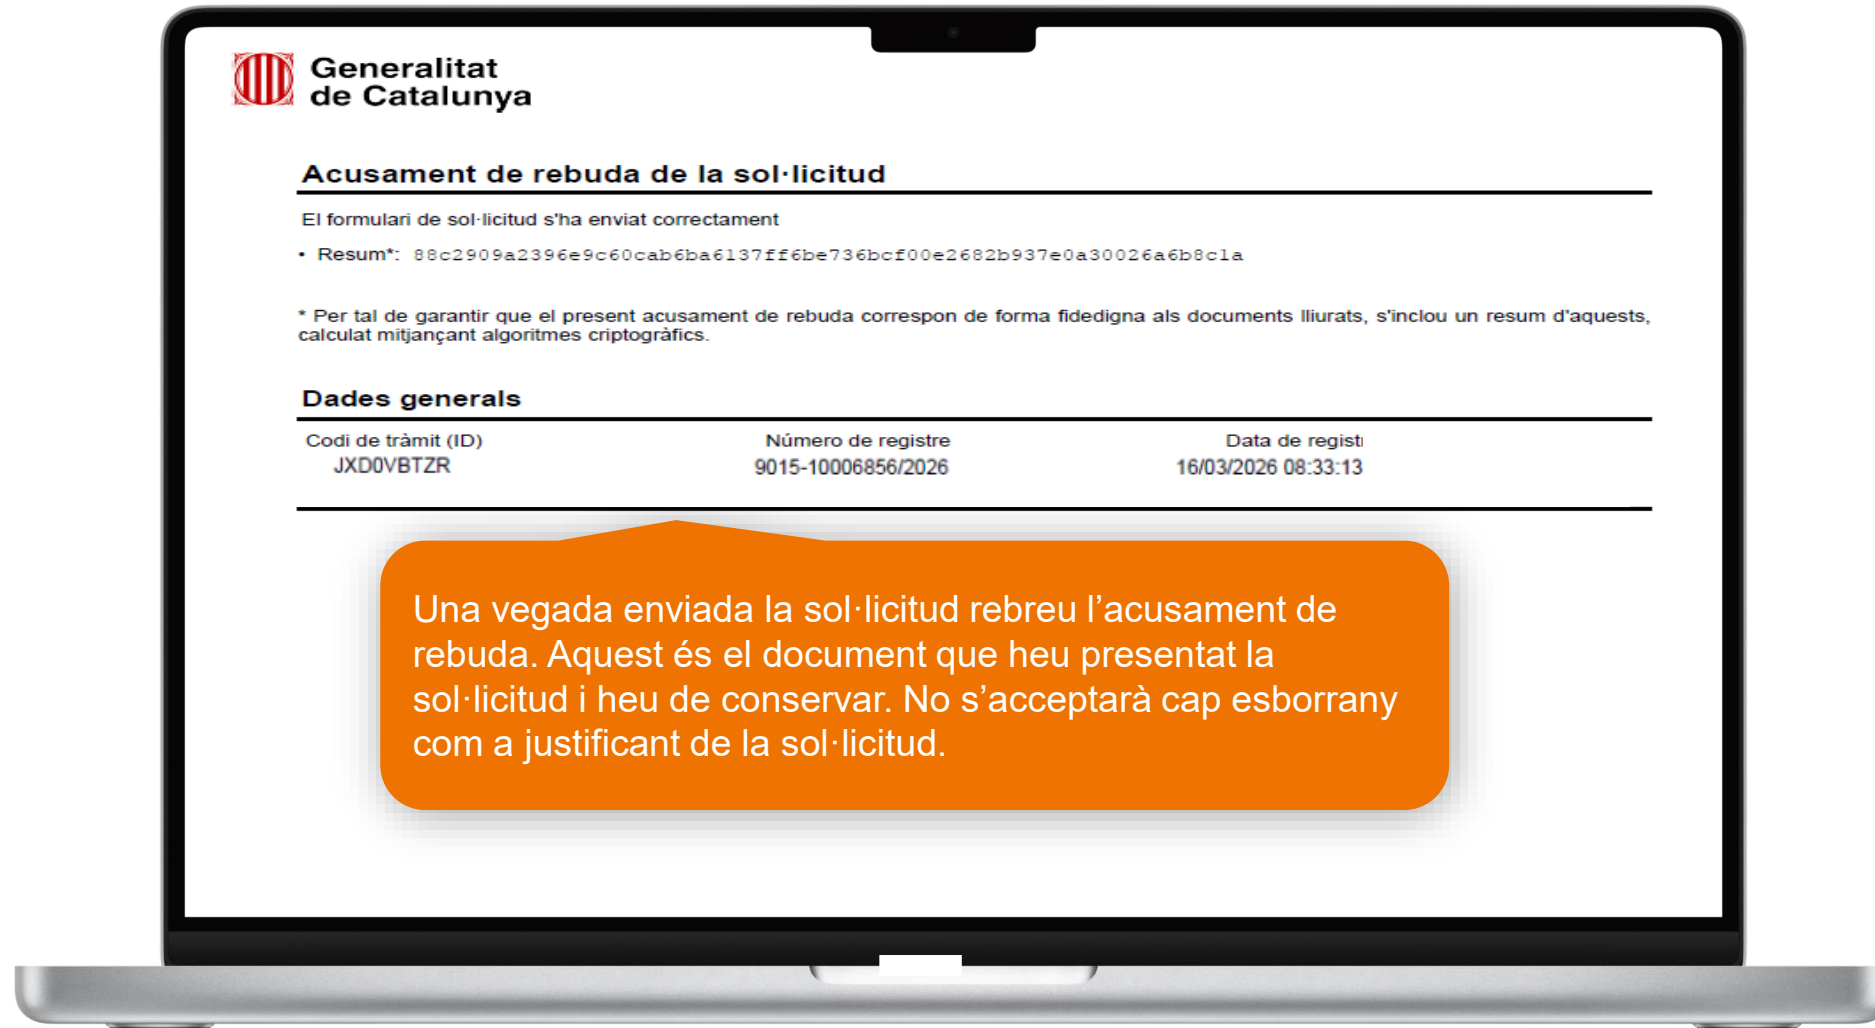 Generalitat
de Catalunya
Acusament de rebuda de la sol·licitud
El formulari de sol·licitud s'ha enviat correctament
• Resum*: 88c2909a2396e9c60cab6ba6137ff6be736bcf00e2682b937e0a30026a6b8c1a
* Per tal de garantir que el present acusament de rebuda correspon de forma fidedigna als documents lliurats, s'inclou un resum d'aquests,
calculat mitjançant algoritmes criptogràfics.
Dades generals
Codi de tràmit (ID) Número de registre Data de regist
JXD0VBTZR 9015-10006856/2026 16/03/2026 08:33:13
Una vegada enviada la sol·licitud rebreu l’acusament de
rebuda. Aquest és el document que heu presentat la
sol·licitud i heu de conservar. No s’acceptarà cap esborrany
com a justificant de la sol·licitud.